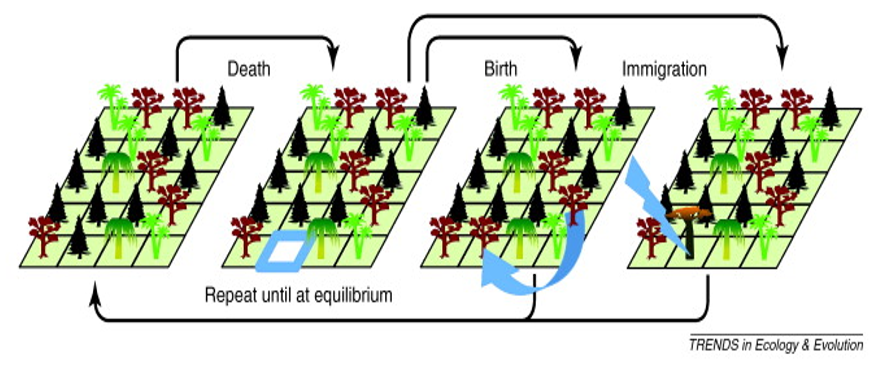 Death
Birth
Immigration
Repeat until at equilibrium
TRENDS in Ecology & Evolution